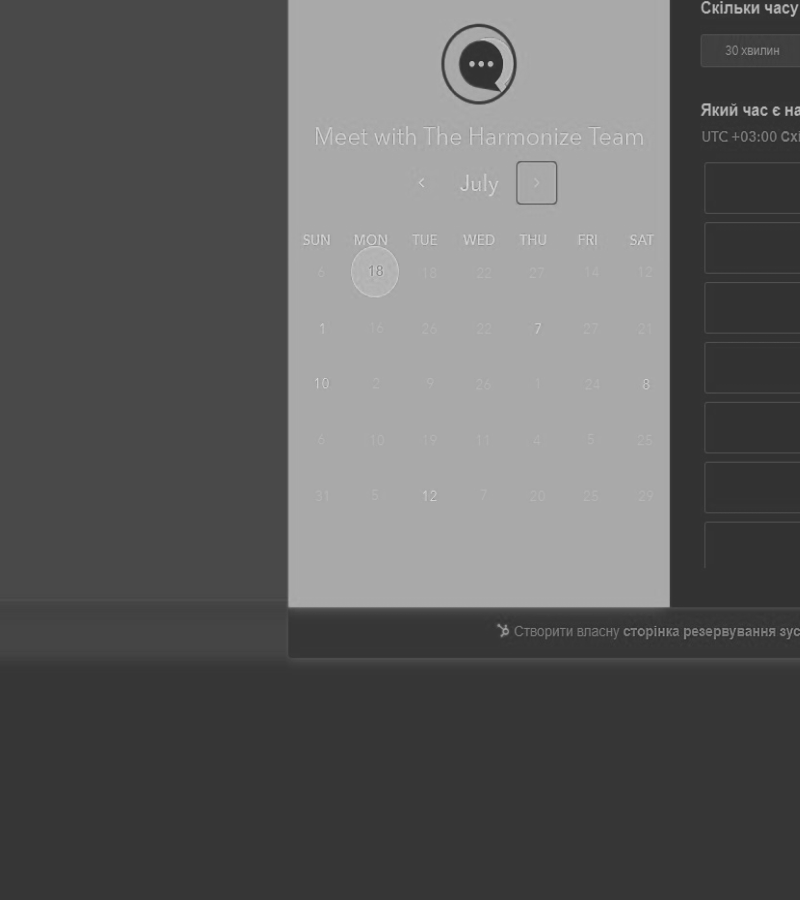 Скільки часу
30 хвилин
Який час є на
UTC +03:00 Схі
Meet with The Harmonize Team
July
SUN MON TUE WED THU FRI SAT
6 18 18 22 27 14 12
1 16 26 22 7 27 21
10 2 9 26 1 24 8
6 10 19 11 4 5 25
31 5 12 7 20 25 29
Створити власну сторінка резервування зус